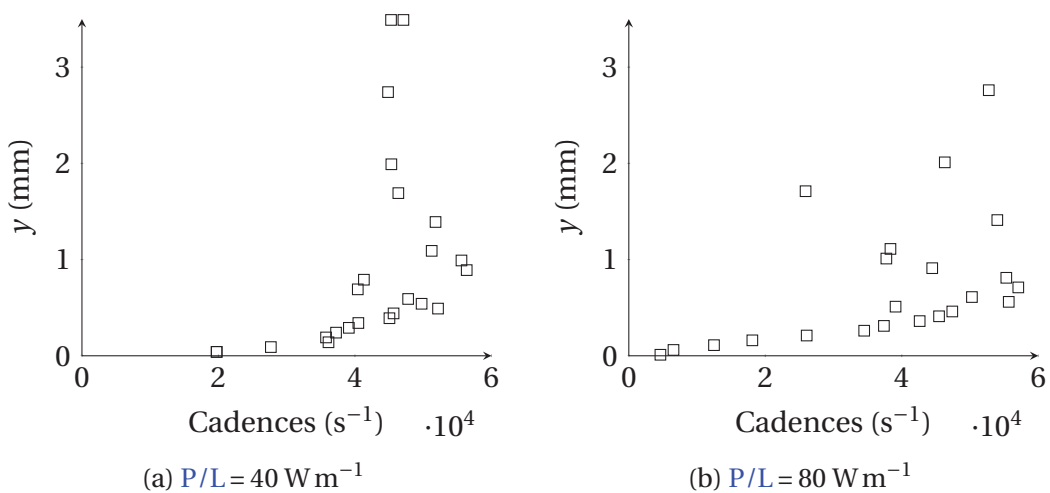 3
2
1
0
y (mm)
0 2 4 6
Cadences (s⁻¹) ·10⁴
(a) P/L = 40 W m⁻¹
3
2
1
0
y (mm)
0 2 4 6
Cadences (s⁻¹) ·10⁴
(b) P/L = 80 W m⁻¹